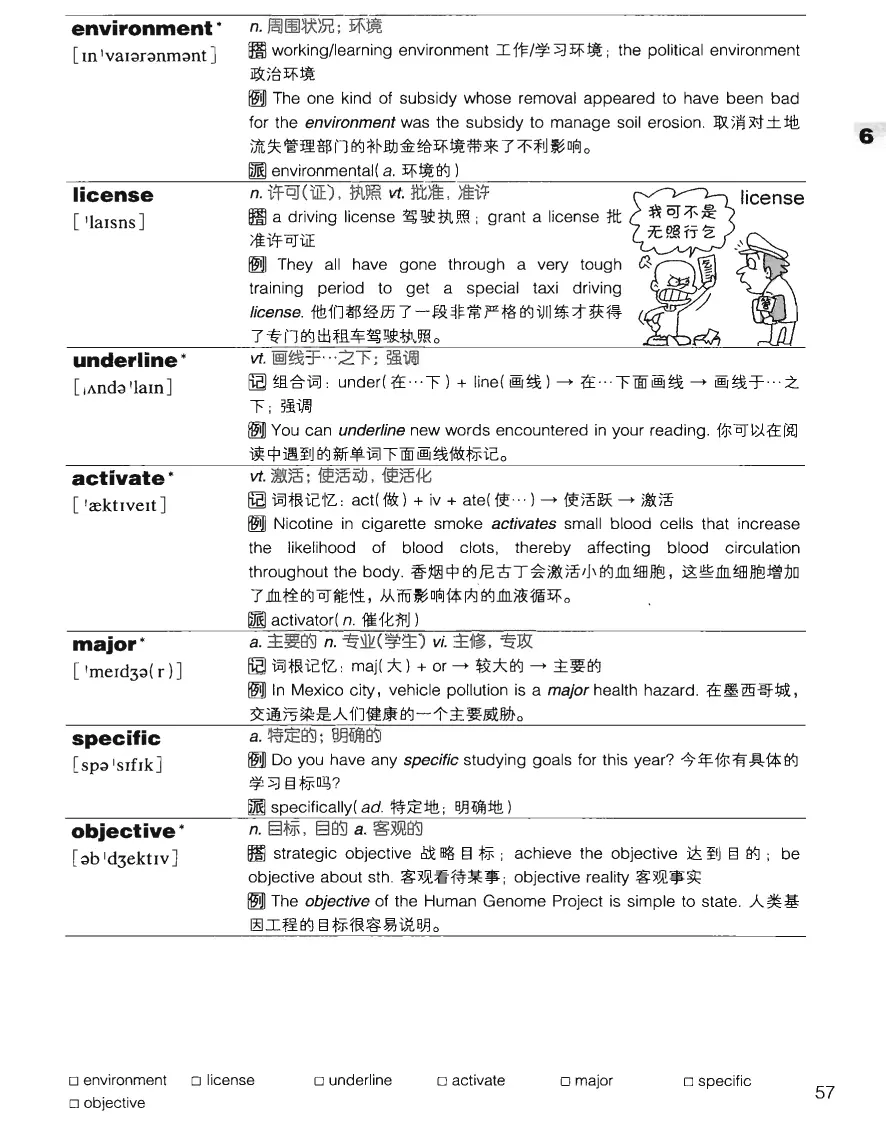 environment*
[ɪnˈvaɪərənmənt]
n. 周围状况；环境
搭 working/learning environment 工作/学习环境；the political environment
政治环境
例 The one kind of subsidy whose removal appeared to have been bad
for the environment was the subsidy to manage soil erosion. 取消对土地
流失管理部门的补助金给环境带来了不利影响。
派 environmental(a. 环境的)
6
license
[ˈlaɪsns]
n. 许可(证)，执照 vt. 批准，准许
搭 a driving license 驾驶执照；grant a license 批
准许可证
例 They all have gone through a very tough
training period to get a special taxi driving
license. 他们都经历了一段非常严格的训练才获得
了专门的出租车驾驶执照。
license
我可不是
无照行乞
underline*
[ˌʌndəˈlaɪn]
vt. 画线于…之下；强调
记 组合词：under(在…下) + line(画线) → 在…下面画线 → 画线于…之
下；强调
例 You can underline new words encountered in your reading. 你可以在阅
读中遇到的新单词下面画线做标记。
activate*
[ˈæktɪveɪt]
vt. 激活；使活动，使活化
记 词根记忆：act(做) + iv + ate(使…) → 使活跃 → 激活
例 Nicotine in cigarette smoke activates small blood cells that increase
the likelihood of blood clots, thereby affecting blood circulation
throughout the body. 香烟中的尼古丁会激活小的血细胞，这些血细胞增加
了血栓的可能性，从而影响体内的血液循环。
派 activator(n. 催化剂)
major*
[ˈmeɪdʒə(r)]
a. 主要的 n. 专业(学生) vi. 主修，专攻
记 词根记忆：maj(大) + or → 较大的 → 主要的
例 In Mexico city, vehicle pollution is a major health hazard. 在墨西哥城，
交通污染是人们健康的一个主要威胁。
specific
[spəˈsɪfɪk]
a. 特定的；明确的
例 Do you have any specific studying goals for this year? 今年你有具体的
学习目标吗?
派 specifically(ad. 特定地；明确地)
objective*
[əbˈdʒektɪv]
n. 目标，目的 a. 客观的
搭 strategic objective 战略目标；achieve the objective 达到目的；be
objective about sth. 客观看待某事；objective reality 客观事实
例 The objective of the Human Genome Project is simple to state. 人类基
因工程的目标很容易说明。
□ environment □ license □ underline □ activate □ major □ specific
□ objective
57